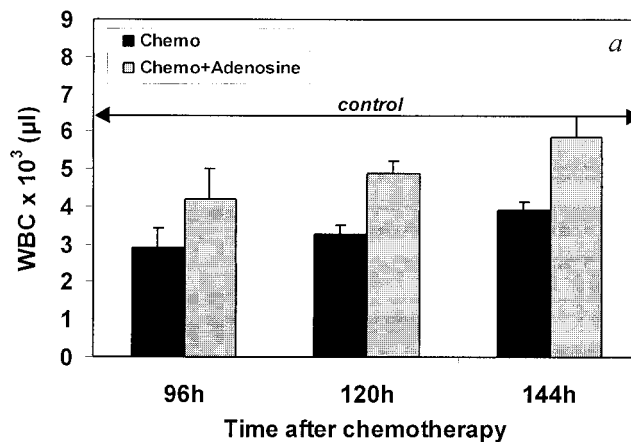 9
8
7
6
5
4
3
2
1
0
WBC x 10³ (µl)
Chemo
Chemo+Adenosine
a
control
96h
120h
144h
Time after chemotherapy